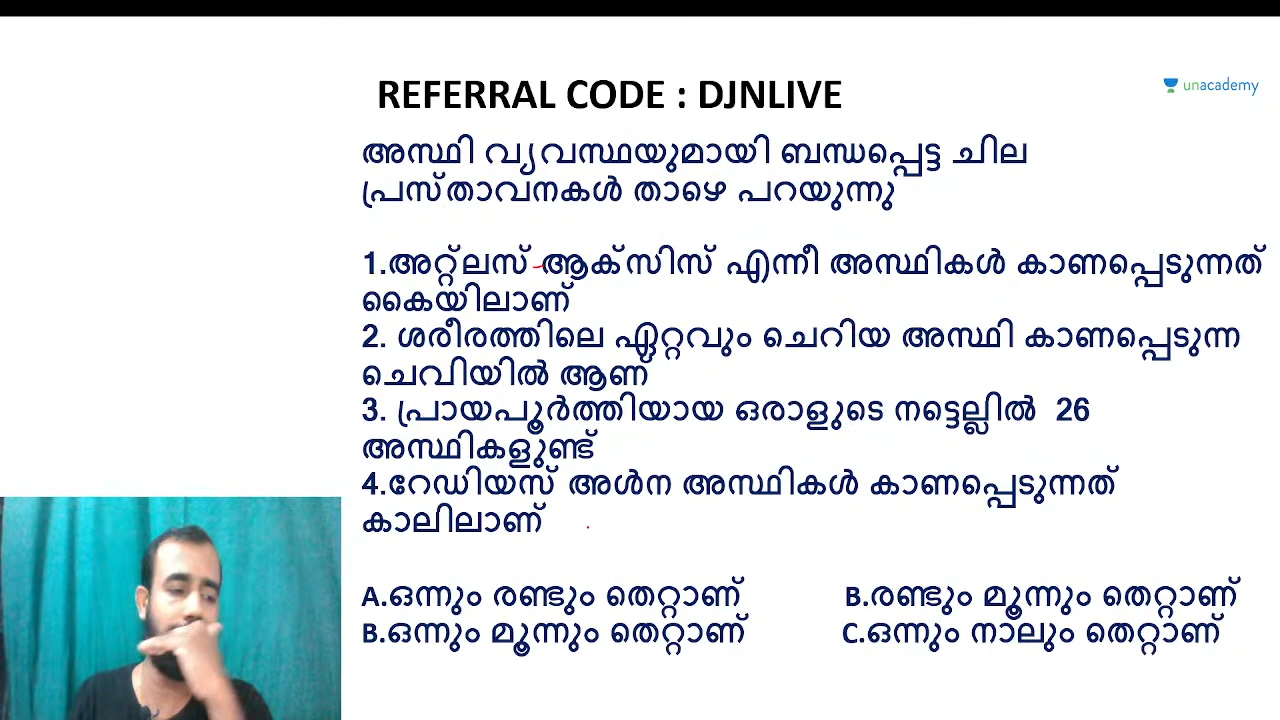 REFERRAL CODE : DJNLIVE
unacademy
അസ്ഥി വ്യവസ്ഥയുമായി ബന്ധപ്പെട്ട ചില
പ്രസ്താവനകൾ താഴെ പറയുന്നു
1.അറ്റ്ലസ് ആക്സിസ് എന്നീ അസ്ഥികൾ കാണപ്പെടുന്നത്
കൈയിലാണ്
2. ശരീരത്തിലെ ഏറ്റവും ചെറിയ അസ്ഥി കാണപ്പെടുന്ന
ചെവിയിൽ ആണ്
3. പ്രായപൂർത്തിയായ ഒരാളുടെ നട്ടെല്ലിൽ 26
അസ്ഥികളുണ്ട്
4.റേഡിയസ് അൾന അസ്ഥികൾ കാണപ്പെടുന്നത്
കാലിലാണ്
A.ഒന്നും രണ്ടും തെറ്റാണ് B.രണ്ടും മൂന്നും തെറ്റാണ്
B.ഒന്നും മൂന്നും തെറ്റാണ് C.ഒന്നും നാലും തെറ്റാണ്